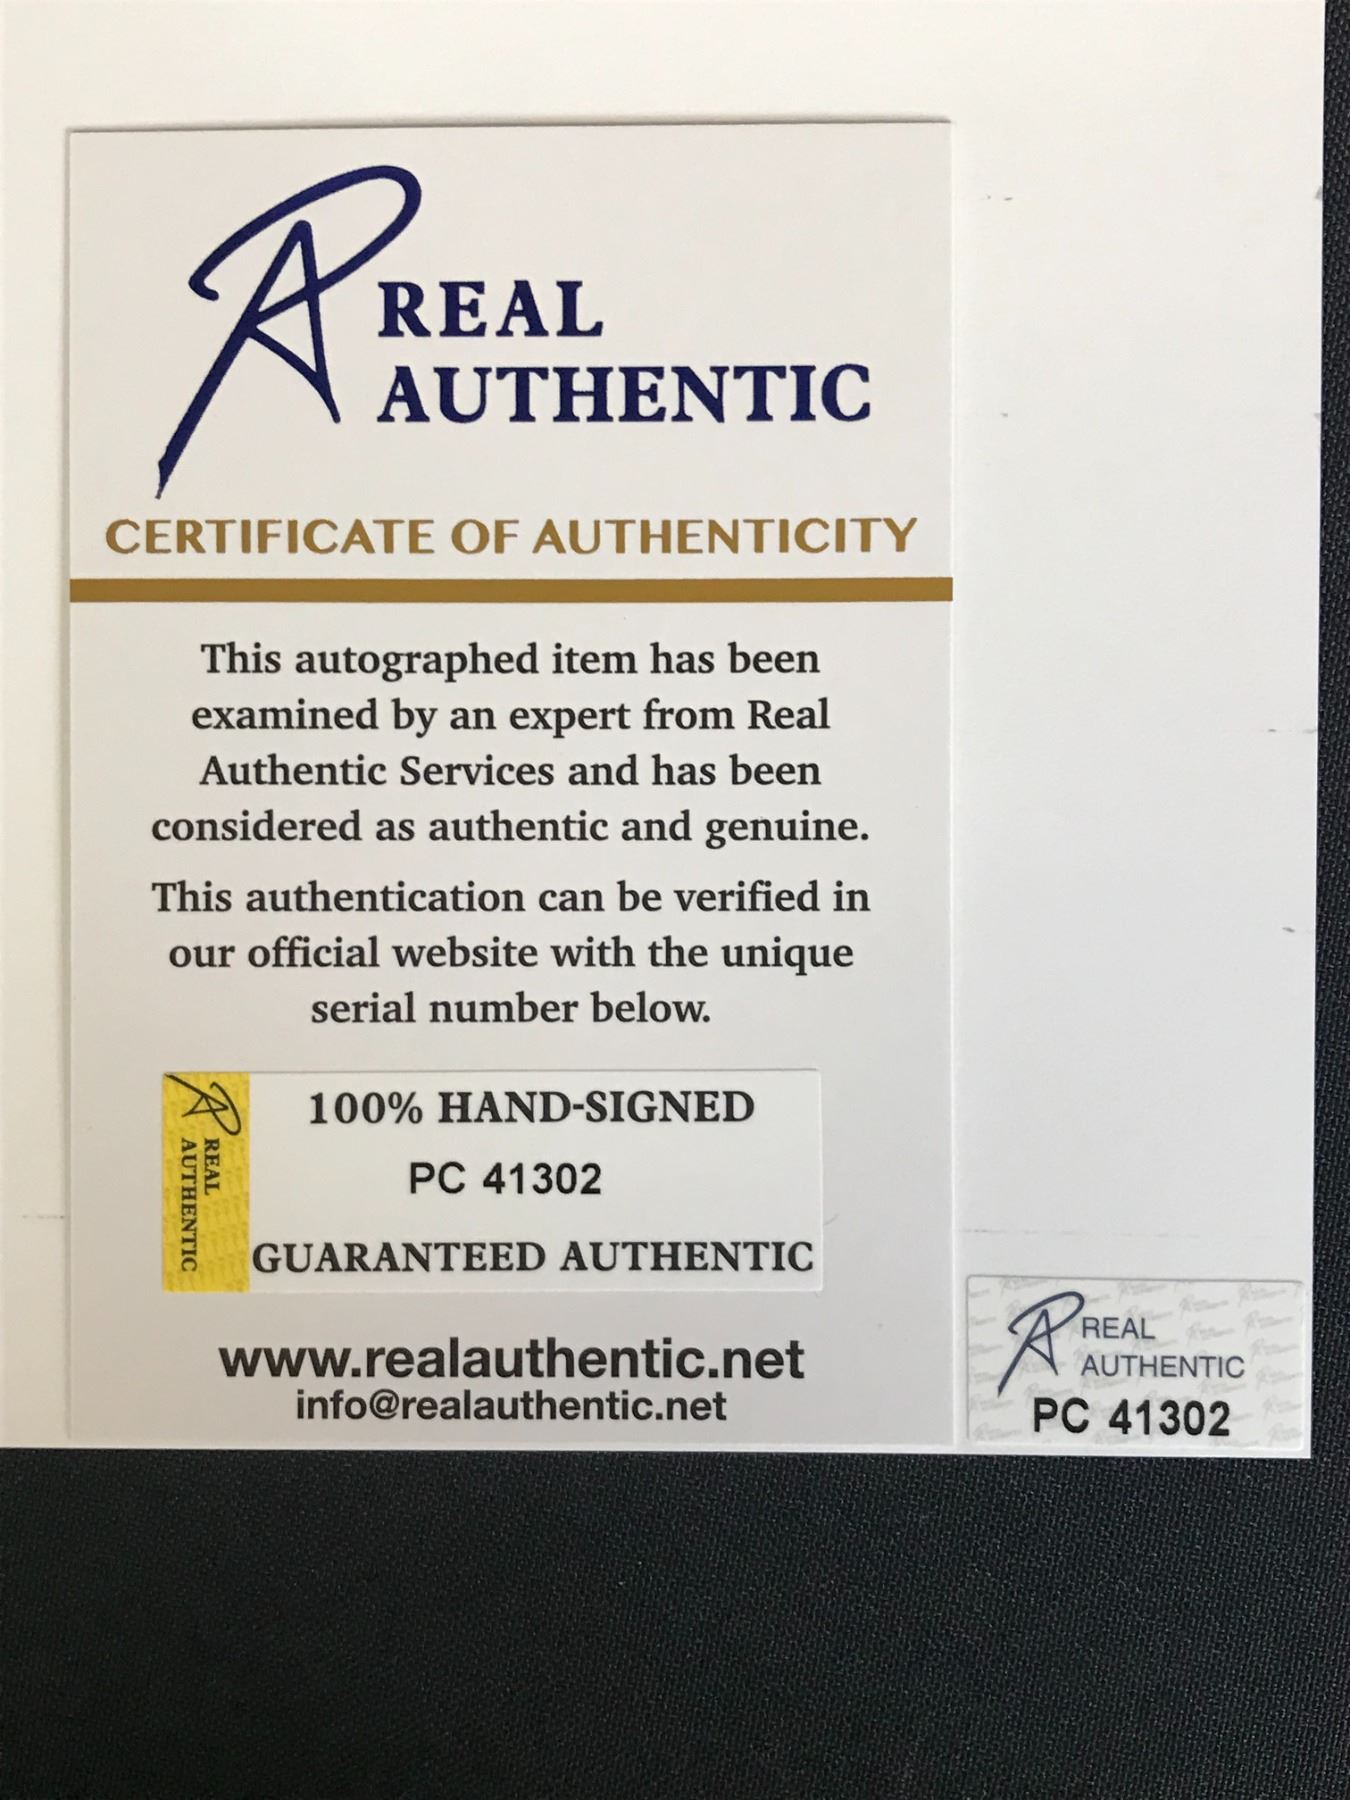 REAL
AUTHENTIC
CERTIFICATE OF AUTHENTICITY
This autographed item has been
examined by an expert from Real
Authentic Services and has been
considered as authentic and genuine.
This authentication can be verified in
our official website with the unique
serial number below.
REAL
AUTHENTIC
100% HAND-SIGNED
PC 41302
GUARANTEED AUTHENTIC
www.realauthentic.net
info@realauthentic.net
REAL
AUTHENTIC
PC 41302